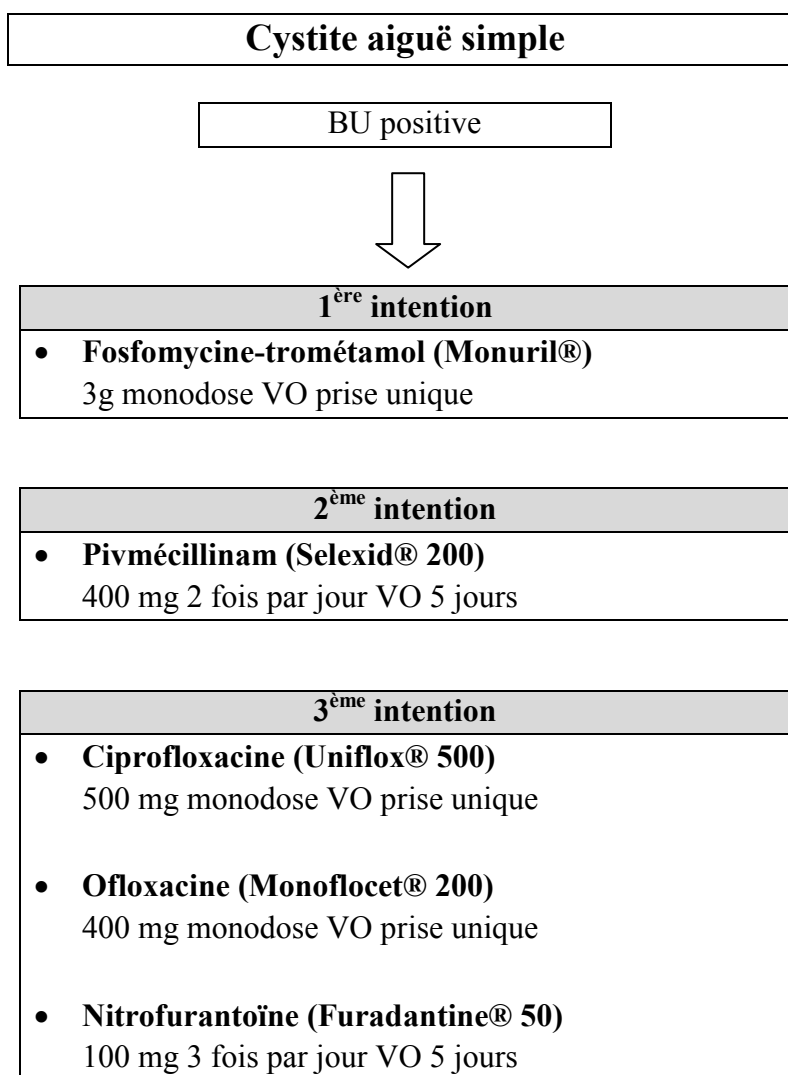 Cystite aiguë simple
BU positive
1ère intention
• Fosfomycine-trométamol (Monuril®)
3g monodose VO prise unique
2ème intention
• Pivmécillinam (Selexid® 200)
400 mg 2 fois par jour VO 5 jours
3ème intention
• Ciprofloxacine (Uniflox® 500)
500 mg monodose VO prise unique
• Ofloxacine (Monoflocet® 200)
400 mg monodose VO prise unique
• Nitrofurantoïne (Furadantine® 50)
100 mg 3 fois par jour VO 5 jours